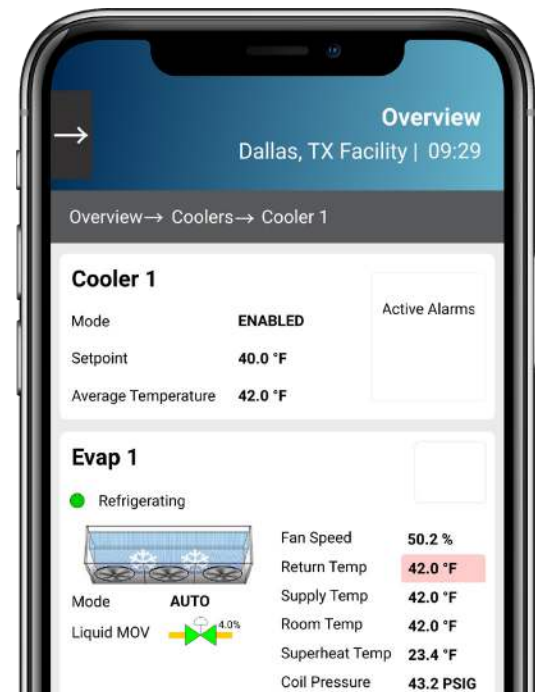 Overview
Dallas, TX Facility | 09:29
Overview→ Coolers→ Cooler 1
Cooler 1
Mode ENABLED
Setpoint 40.0 °F
Average Temperature 42.0 °F
Active Alarms
Evap 1
Refrigerating
Mode AUTO
Liquid MOV 4.0%
Fan Speed 50.2 %
Return Temp 42.0 °F
Supply Temp 42.0 °F
Room Temp 42.0 °F
Superheat Temp 23.4 °F
Coil Pressure 43.2 PSIG